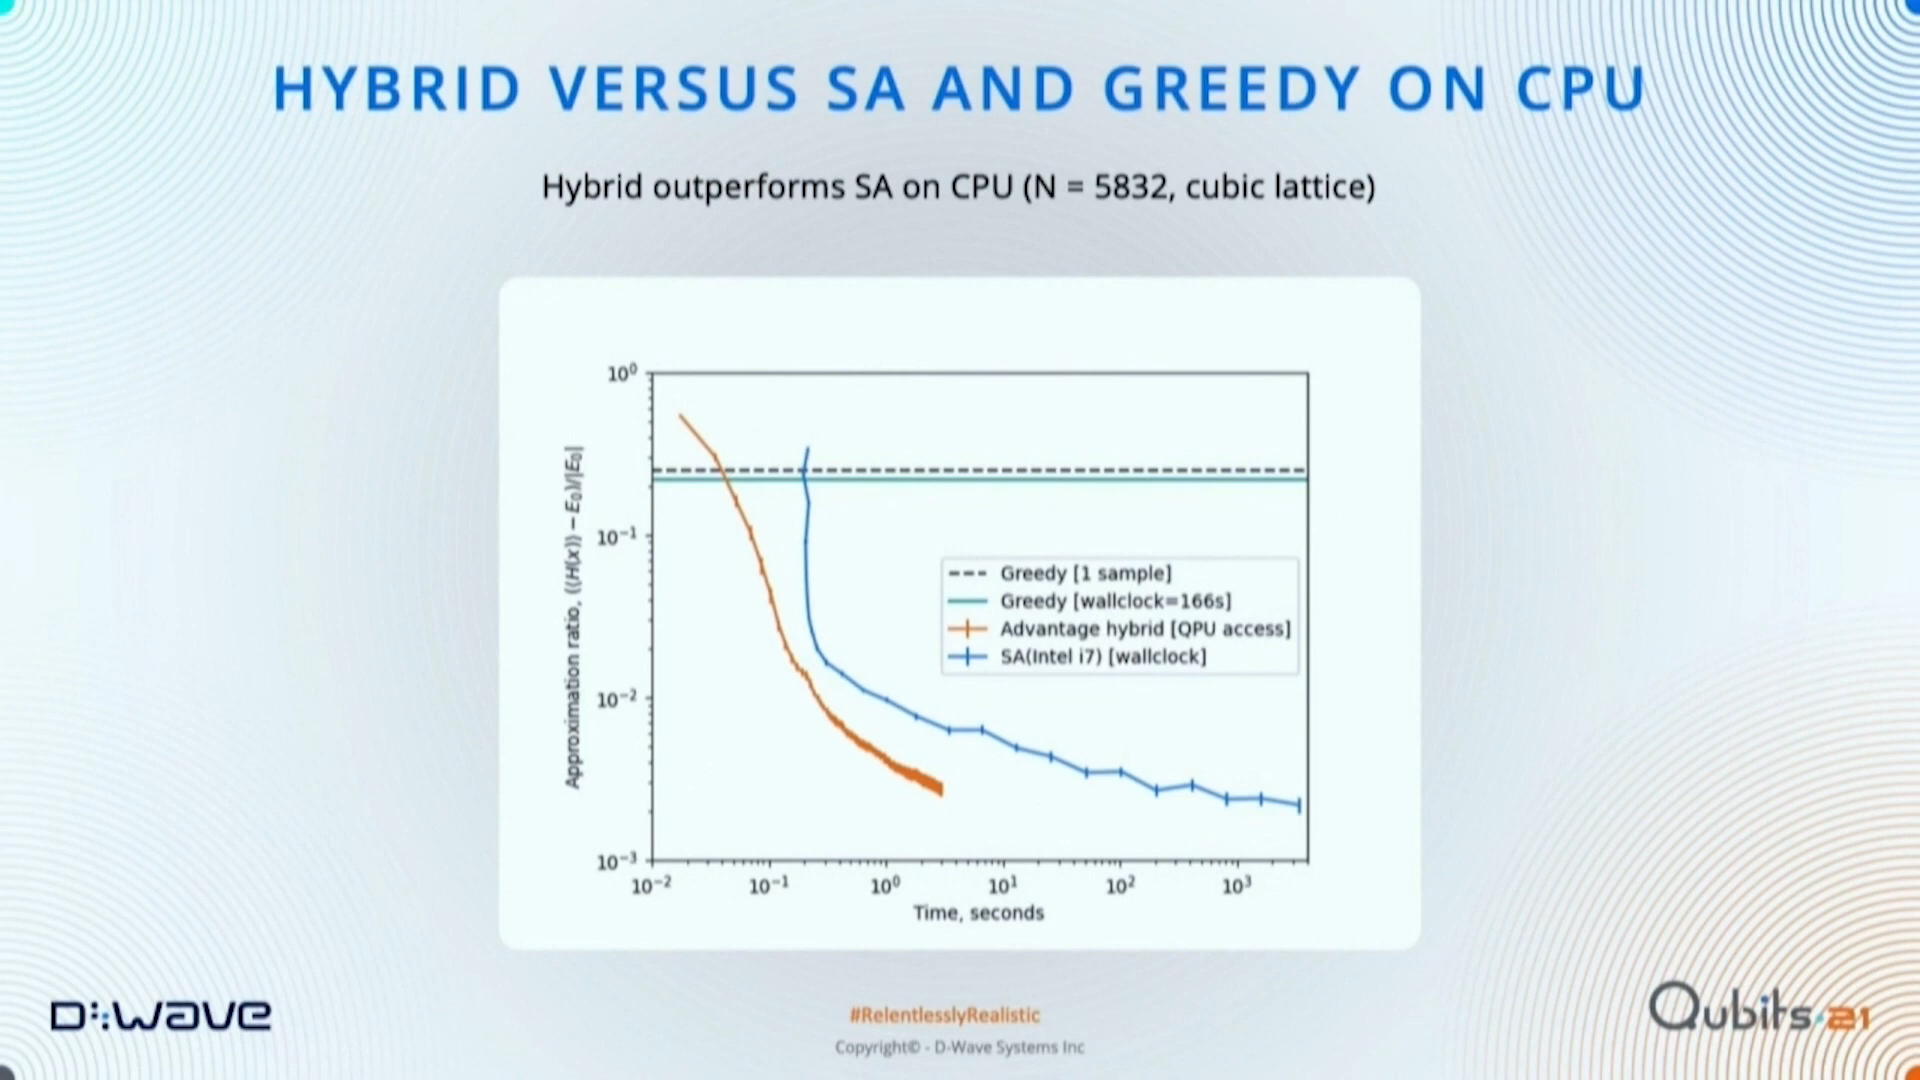 HYBRID VERSUS SA AND GREEDY ON CPU
Hybrid outperforms SA on CPU (N = 5832, cubic lattice)
10⁰
10⁻¹
10⁻²
10⁻³
Approximation ratio, (⟨H(x)⟩ − E₀)/|E₀|
Greedy [1 sample]
Greedy [wallclock=166s]
Advantage hybrid [QPU access]
SA(Intel i7) [wallclock]
10⁻² 10⁻¹ 10⁰ 10¹ 10² 10³
Time, seconds
D:Wave
#RelentlesslyRealistic
Copyright© - D-Wave Systems Inc
Qubits 21